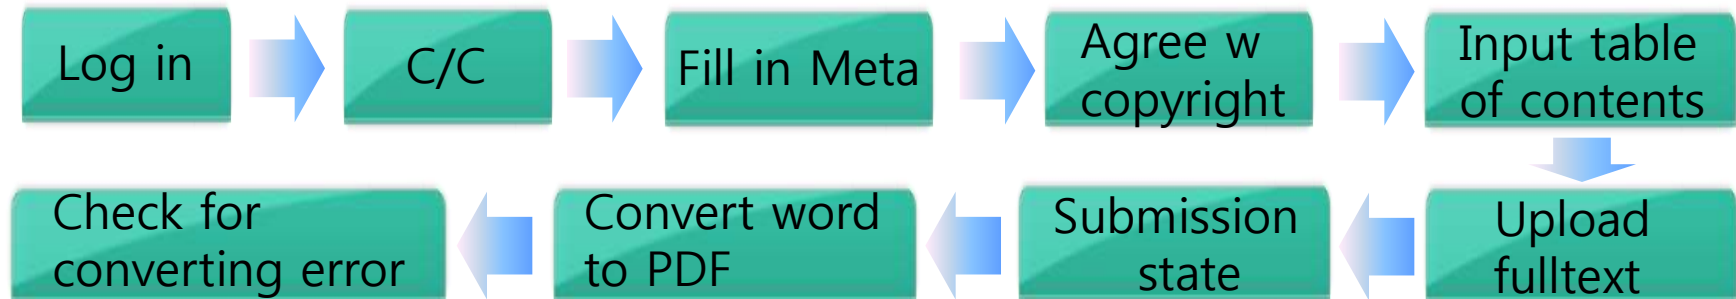 Log in
C/C
Fill in Meta
Agree w
copyright
Input table
of contents
Upload
fulltext
Submission
state
Convert word
to PDF
Check for
converting error